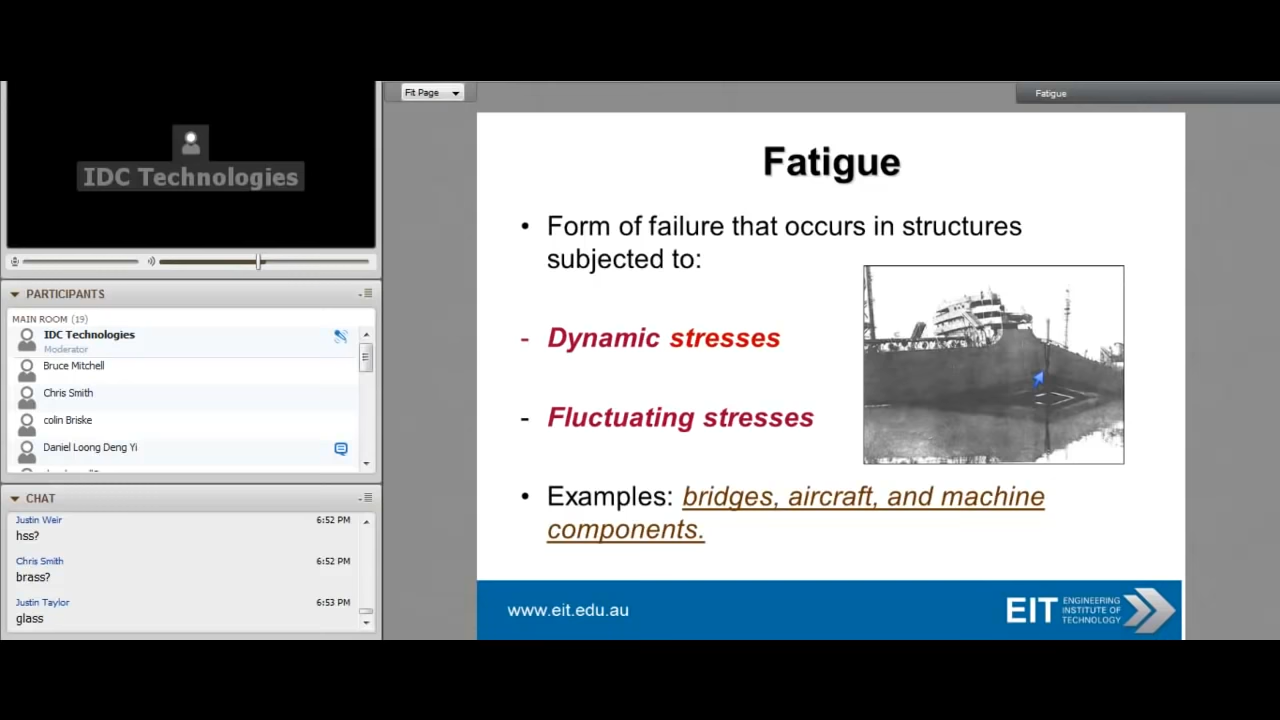 IDC Technologies
PARTICIPANTS
MAIN ROOM (19)
IDC Technologies
Moderator
Bruce Mitchell
Chris Smith
colin Briske
Daniel Loong Deng Yi
CHAT
Justin Weir 6:52 PM
hss?
Chris Smith 6:52 PM
brass?
Justin Taylor 6:53 PM
glass
Fit Page
Fatigue
Fatigue
• Form of failure that occurs in structures
subjected to:
- Dynamic stresses
- Fluctuating stresses
• Examples: bridges, aircraft, and machine
components.
www.eit.edu.au
EIT
ENGINEERING
INSTITUTE OF
TECHNOLOGY